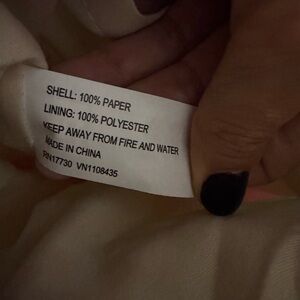 SHELL: 100% PAPER
LINING: 100% POLYESTER
KEEP AWAY FROM FIRE AND WATER
MADE IN CHINA
RN17730 VN1108435